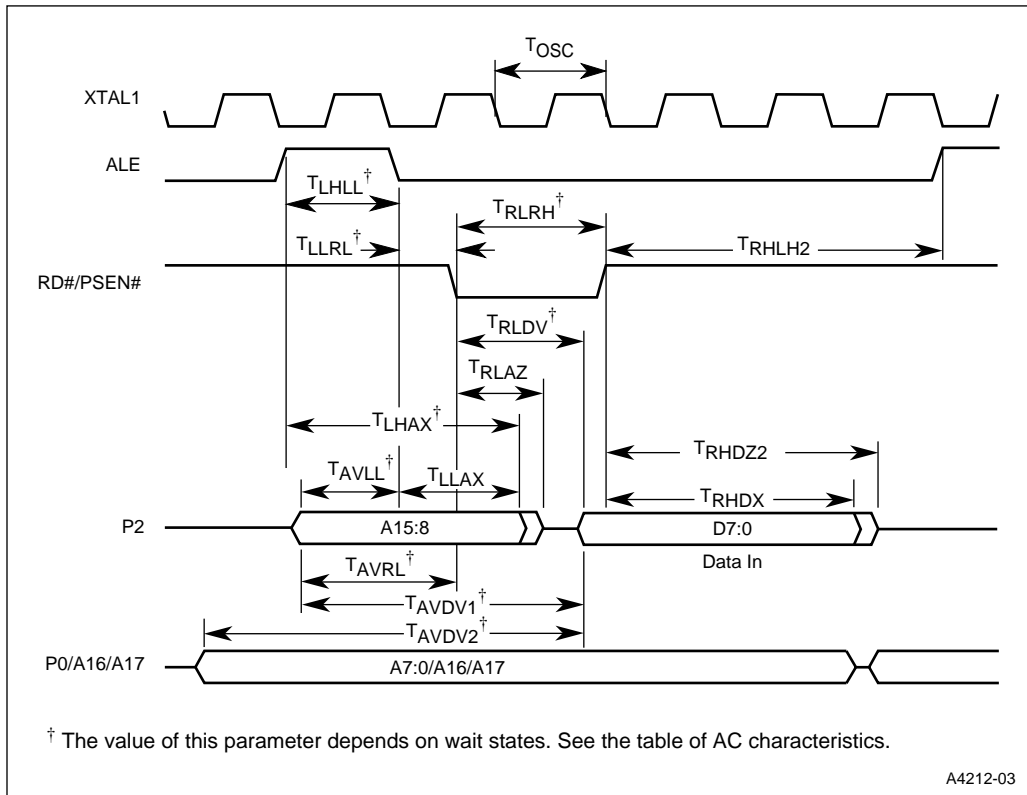 TOSC
XTAL1
ALE
TLHLL†
TRLRH†
TLLRL†
TRHLH2
RD#/PSEN#
TRLDV†
TRLAZ
TLHAX†
TRHDZ2
TAVLL†
TLLAX
TRHDX
P2
A15:8
D7:0
Data In
TAVRL†
TAVDV1†
TAVDV2†
P0/A16/A17
A7:0/A16/A17
† The value of this parameter depends on wait states. See the table of AC characteristics.
A4212-03